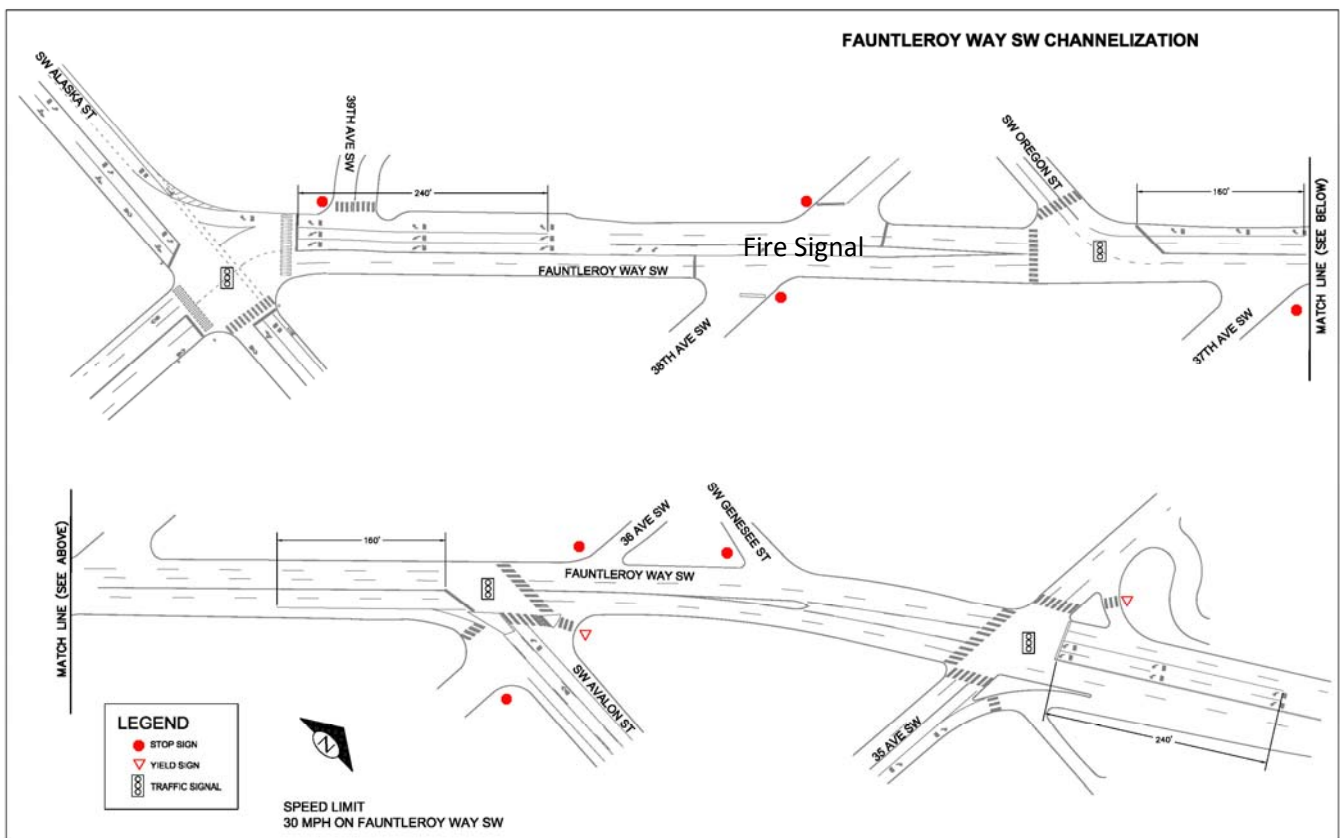 FAUNTLEROY WAY SW CHANNELIZATION
SW ALASKA ST
39TH AVE SW
240'
Fire Signal
FAUNTLEROY WAY SW
38TH AVE SW
SW OREGON ST
160'
37TH AVE SW
MATCH LINE (SEE BELOW)
MATCH LINE (SEE ABOVE)
160'
36 AVE SW
SW GENESEE ST
FAUNTLEROY WAY SW
SW AVALON ST
35 AVE SW
240'
LEGEND
STOP SIGN
YIELD SIGN
TRAFFIC SIGNAL
N
SPEED LIMIT
30 MPH ON FAUNTLEROY WAY SW